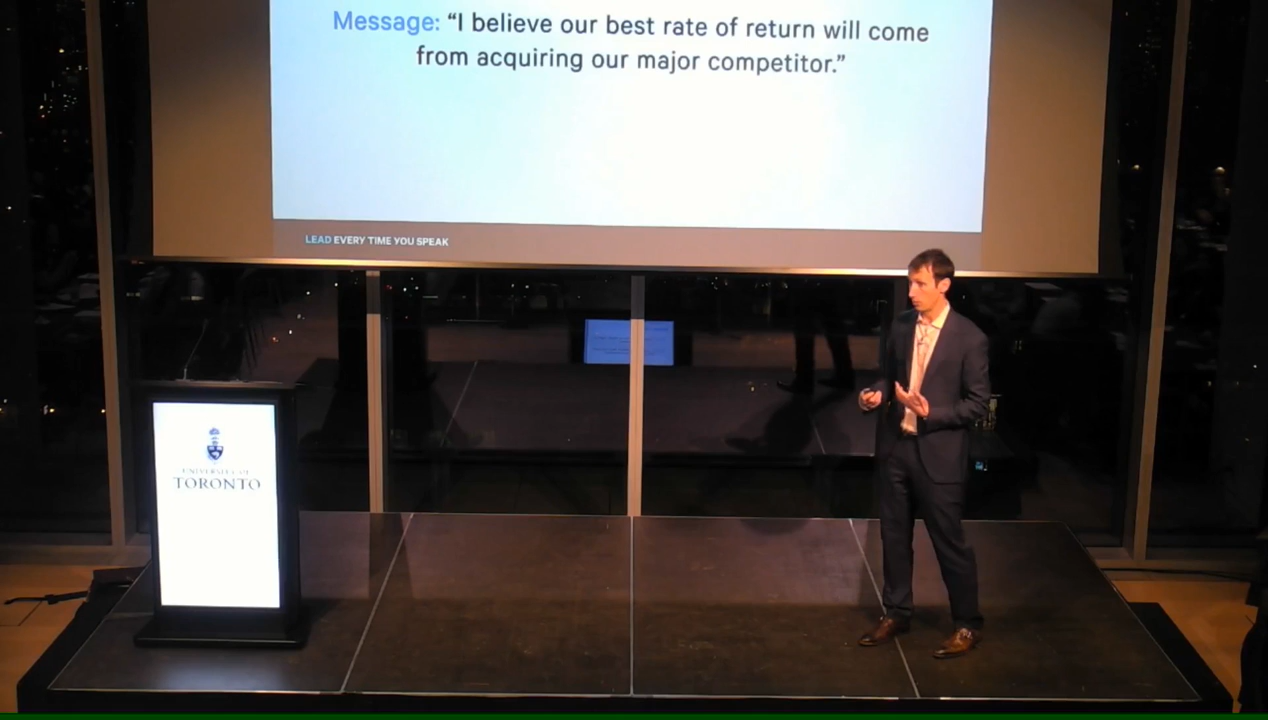 Message: “I believe our best rate of return will come
from acquiring our major competitor.”
LEAD EVERY TIME YOU SPEAK
UNIVERSITY OF
TORONTO